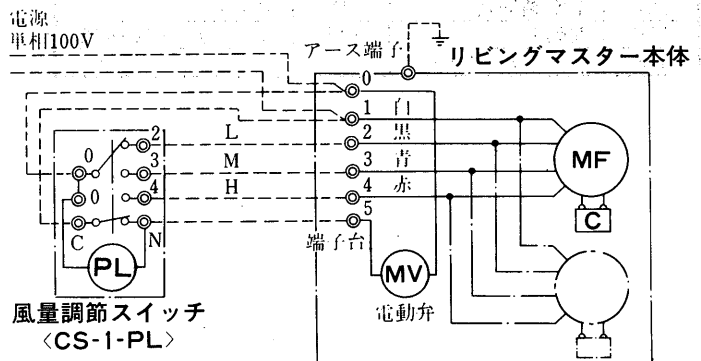 電源
単相100V
アース端子
リビングマスター本体
0
1 白
2 黒
3 青
4 赤
5
端子台
MF
C
MV
電動弁
L
M
H
0
0
C
2
3
4
N
PL
風量調節スイッチ
〈CS-1-PL〉